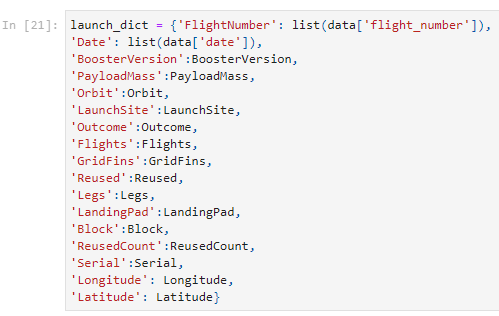 In [21]: launch_dict = {'FlightNumber': list(data['flight_number']),
'Date': list(data['date']),
'BoosterVersion':BoosterVersion,
'PayloadMass':PayloadMass,
'Orbit':Orbit,
'LaunchSite':LaunchSite,
'Outcome':Outcome,
'Flights':Flights,
'GridFins':GridFins,
'Reused':Reused,
'Legs':Legs,
'LandingPad':LandingPad,
'Block':Block,
'ReusedCount':ReusedCount,
'Serial':Serial,
'Longitude': Longitude,
'Latitude': Latitude}